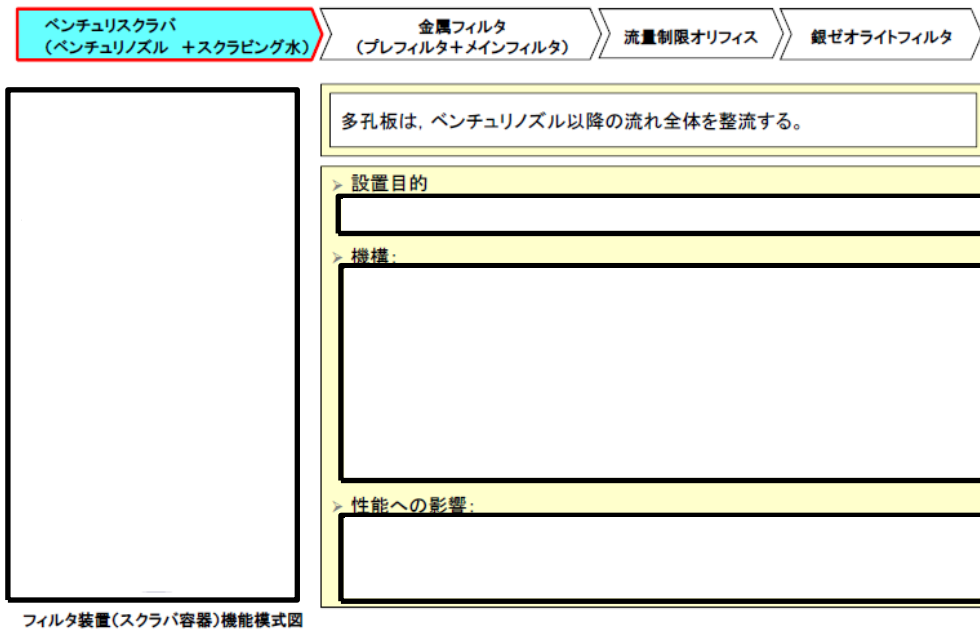 ベンチュリスクラバ
(ベンチュリノズル +スクラビング水)
金属フィルタ
(プレフィルタ+メインフィルタ)
流量制限オリフィス
銀ゼオライトフィルタ
多孔板は,ベンチュリノズル以降の流れ全体を整流する。
➢ 設置目的
➢ 機構:
➢ 性能への影響:
フィルタ装置(スクラバ容器)機能模式図